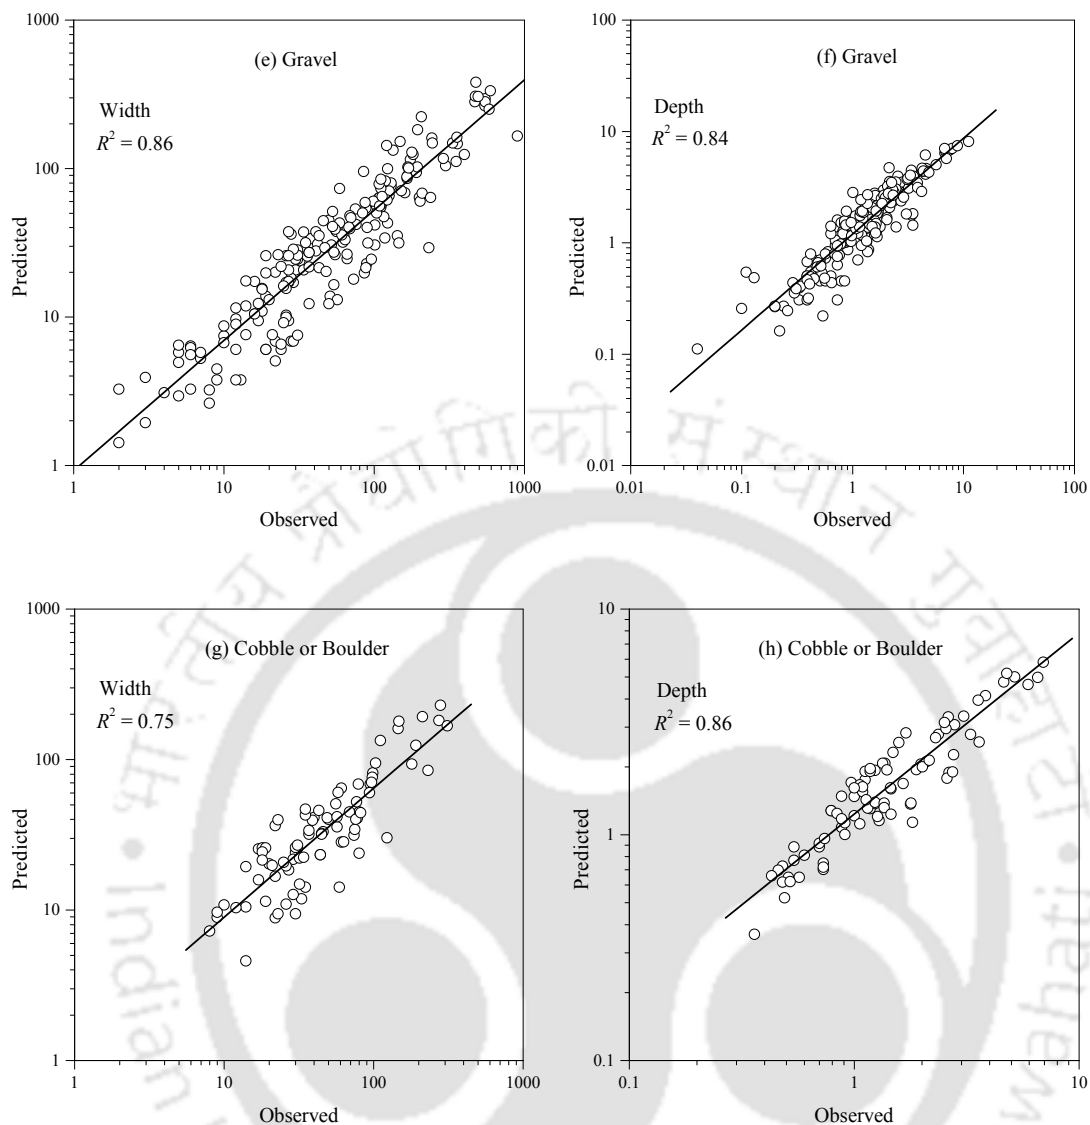 1000
100
10
1
(e) Gravel
Width
R² = 0.86
Predicted
1 10 100 1000
Observed
100
10
1
0.1
0.01
(f) Gravel
Depth
R² = 0.84
Predicted
0.01 0.1 1 10 100
Observed
1000
100
10
1
(g) Cobble or Boulder
Width
R² = 0.75
Predicted
1 10 100 1000
Observed
10
1
0.1
(h) Cobble or Boulder
Depth
R² = 0.86
Predicted
0.1 1 10
Observed
Indian